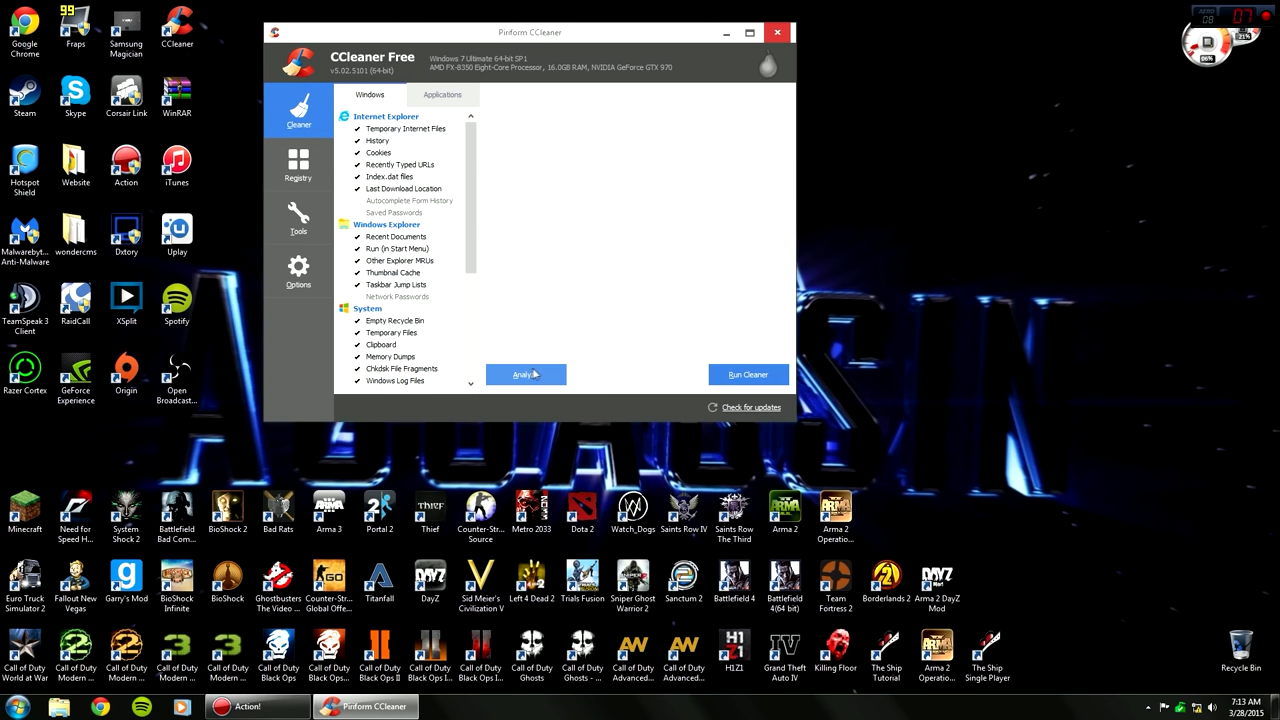 99
Piriform CCleaner
CCleaner Free
v5.02.5101 (64-bit)
Windows 7 Ultimate 64-bit SP1
AMD FX-8350 Eight-Core Processor, 16.0GB RAM, NVIDIA GeForce GTX 970
AERO
08
07
21%
06%
Cleaner
Registry
Tools
Options
Windows
Applications
Internet Explorer
Temporary Internet Files
History
Cookies
Recently Typed URLs
Index.dat files
Last Download Location
Autocomplete Form History
Saved Passwords
Windows Explorer
Recent Documents
Run (in Start Menu)
Other Explorer MRUs
Thumbnail Cache
Taskbar Jump Lists
Network Passwords
System
Empty Recycle Bin
Temporary Files
Clipboard
Memory Dumps
Chkdsk File Fragments
Windows Log Files
Analyz
Run Cleaner
Check for updates
Google Chrome
Fraps
Samsung Magician
CCleaner
Steam
Skype
Corsair Link
WinRAR
Hotspot Shield
Website
Action
iTunes
Malwarebyt... Anti-Malware
wondercms
Dxtory
Uplay
TeamSpeak 3 Client
RaidCall
XSplit
Spotify
Razer Cortex
GeForce Experience
Origin
Open Broadcast...
Minecraft
Need for Speed H...
System Shock 2
Battlefield Bad Com...
BioShock 2
Bad Rats
Arma 3
Portal 2
Thief
Counter-Str... Source
Metro 2033
Dota 2
Watch_Dogs
Saints Row IV
Saints Row The Third
Arma 2
Arma 2 Operatio...
Euro Truck Simulator 2
Fallout New Vegas
Garry's Mod
BioShock Infinite
BioShock
Ghostbusters The Video ...
Counter-Str... Global Offe...
Titanfall
DayZ
Sid Meier's Civilization V
Left 4 Dead 2
Trials Fusion
Sniper Ghost Warrior 2
Sanctum 2
Battlefield 4
Battlefield 4(64 bit)
Team Fortress 2
Borderlands 2
Arma 2 DayZ Mod
Call of Duty World at War
Call of Duty Modern ...
Call of Duty Modern ...
Call of Duty Modern ...
Call of Duty Modern ...
Call of Duty Black Ops
Call of Duty Black Ops
Call of Duty Black Ops II
Call of Duty Black Ops I...
Call of Duty Black Ops I...
Call of Duty Ghosts
Call of Duty Ghosts - ...
Call of Duty Advanced...
Call of Duty Advanced...
H1Z1
Grand Theft Auto IV
Killing Floor
The Ship Tutorial
Arma 2 Operatio...
The Ship Single Player
Recycle Bin
Action!
Piriform CCleaner
7:13 AM
3/28/2015